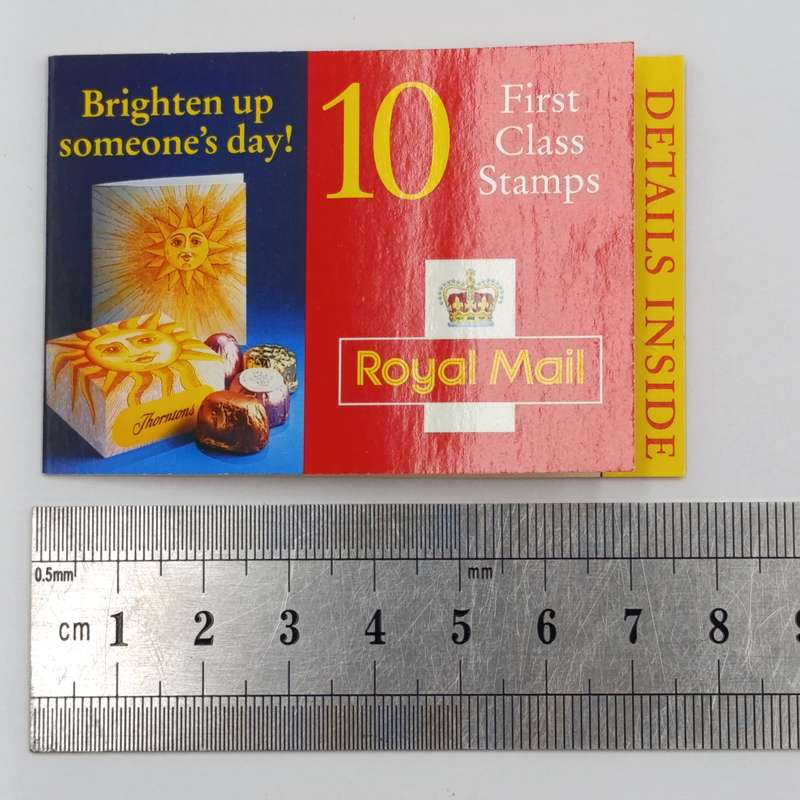 Brighten up
someone's day!
10
First
Class
Stamps
Royal Mail
Thorntons
DETAILS INSIDE
0.5mm
mm
cm 1 2 3 4 5 6 7 8 9